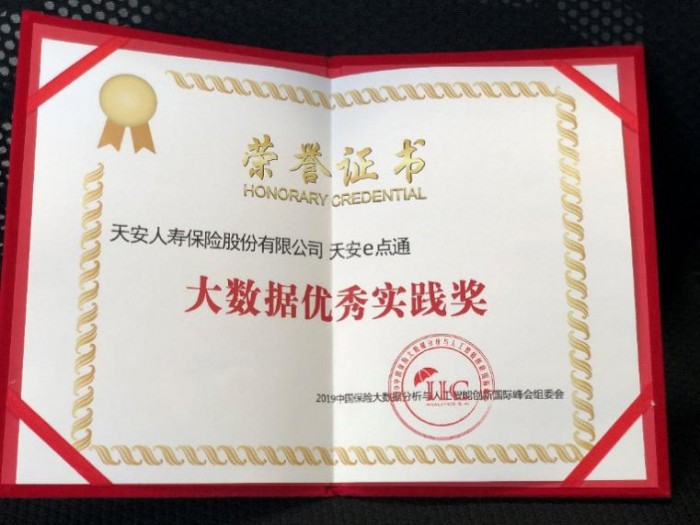 荣誉证书
HONORARY CREDENTIAL
天安人寿保险股份有限公司 天安e点通
大数据优秀实践奖
2019中国保险大数据分析与人工智能创新国际峰会组委会